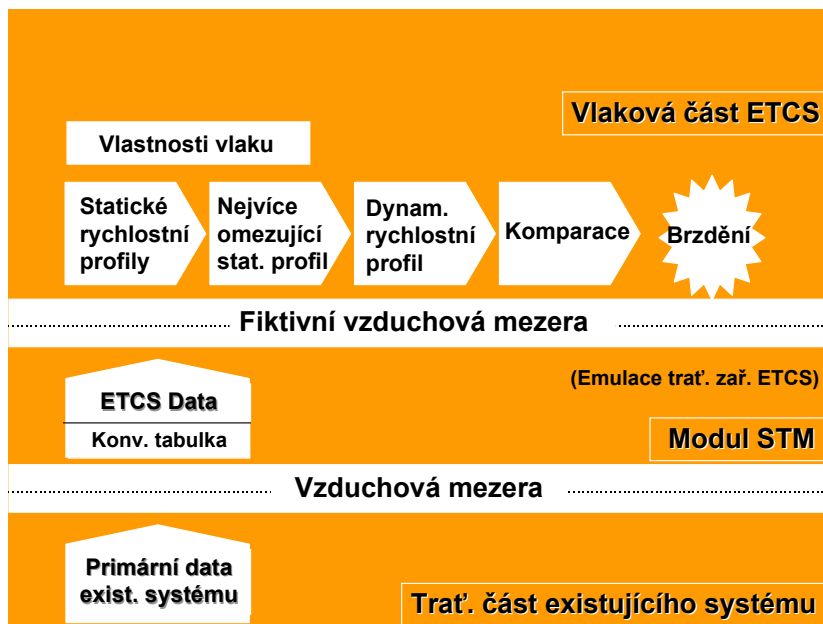 Vlaková část ETCS
Vlastnosti vlaku
Statické
rychlostní
profily
Nejvíce
omezující
stat. profil
Dynam.
rychlostní
profil
Komparace
Brzdění
Fiktivní vzduchová mezera
(Emulace trať. zař. ETCS)
ETCS Data
Konv. tabulka
Modul STM
Vzduchová mezera
Primární data
exist. systému
Trať. část existujícího systému